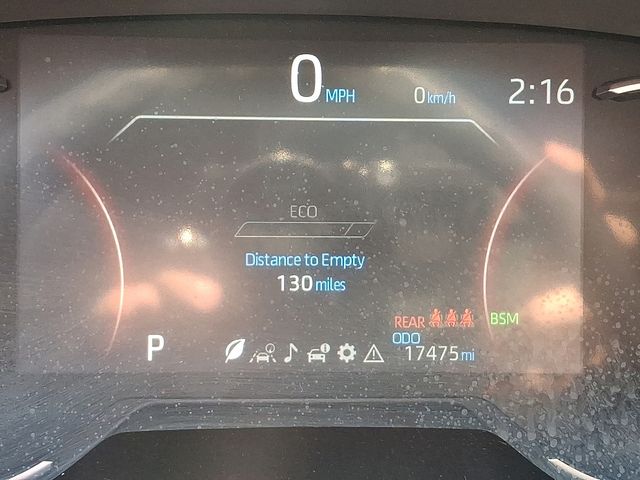 0 MPH 0 km/h 2:16
ECO
Distance to Empty
130 miles
REAR BSM
ODO
P 17475 mi